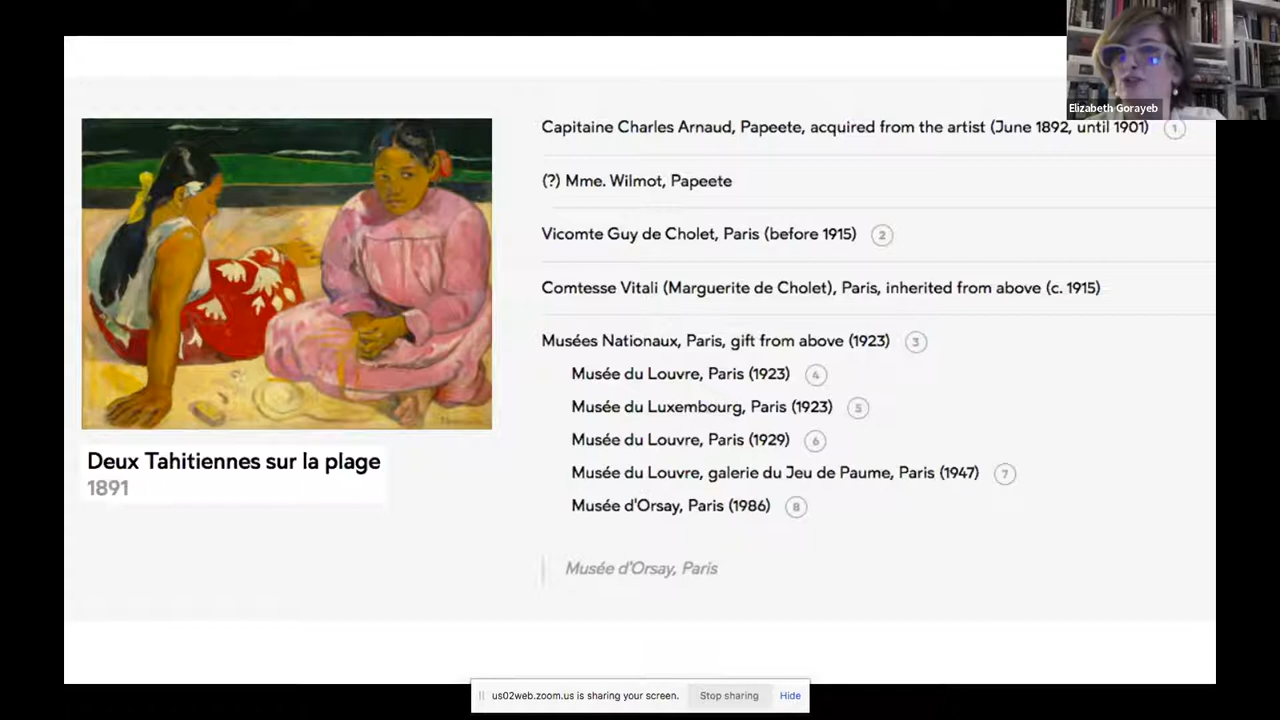 Elizabeth Gorayeb
Capitaine Charles Arnaud, Papeete, acquired from the artist (June 1892, until 1901) 1
(?) Mme. Wilmot, Papeete
Vicomte Guy de Cholet, Paris (before 1915) 2
Comtesse Vitali (Marguerite de Cholet), Paris, inherited from above (c. 1915)
Musées Nationaux, Paris, gift from above (1923) 3
Musée du Louvre, Paris (1923) 4
Musée du Luxembourg, Paris (1923) 5
Musée du Louvre, Paris (1929) 6
Musée du Louvre, galerie du Jeu de Paume, Paris (1947) 7
Musée d'Orsay, Paris (1986) 8
Musée d'Orsay, Paris
Deux Tahitiennes sur la plage
1891
us02web.zoom.us is sharing your screen. Stop sharing Hide